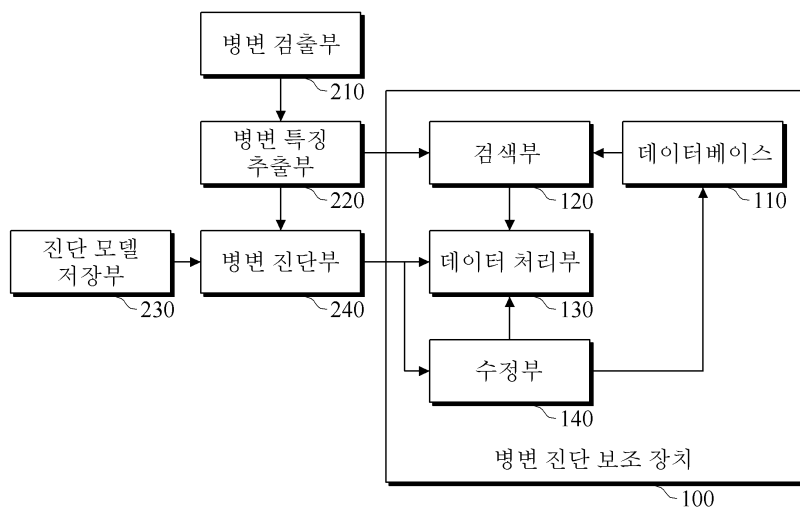 병변 검출부
210
병변 특징
추출부
220
검색부
120
데이터베이스
110
진단 모델
저장부
230
병변 진단부
240
데이터 처리부
130
수정부
140
병변 진단 보조 장치
100